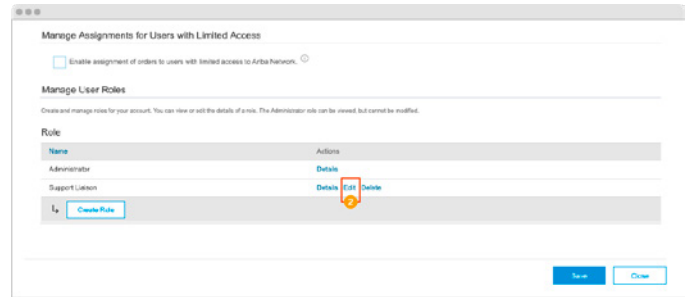 Manage Assignments for Users with Limited Access
Enable assignment of orders to users with limited access to Ariba Network.
Manage User Roles
Create and manage roles for your account. You can view or edit the details of a role. The Administrator role can be viewed, but cannot be modified.
Role
Name Actions
Administrator Details
Support Liaison Details Edit Delete
2
Create Role
Save Close